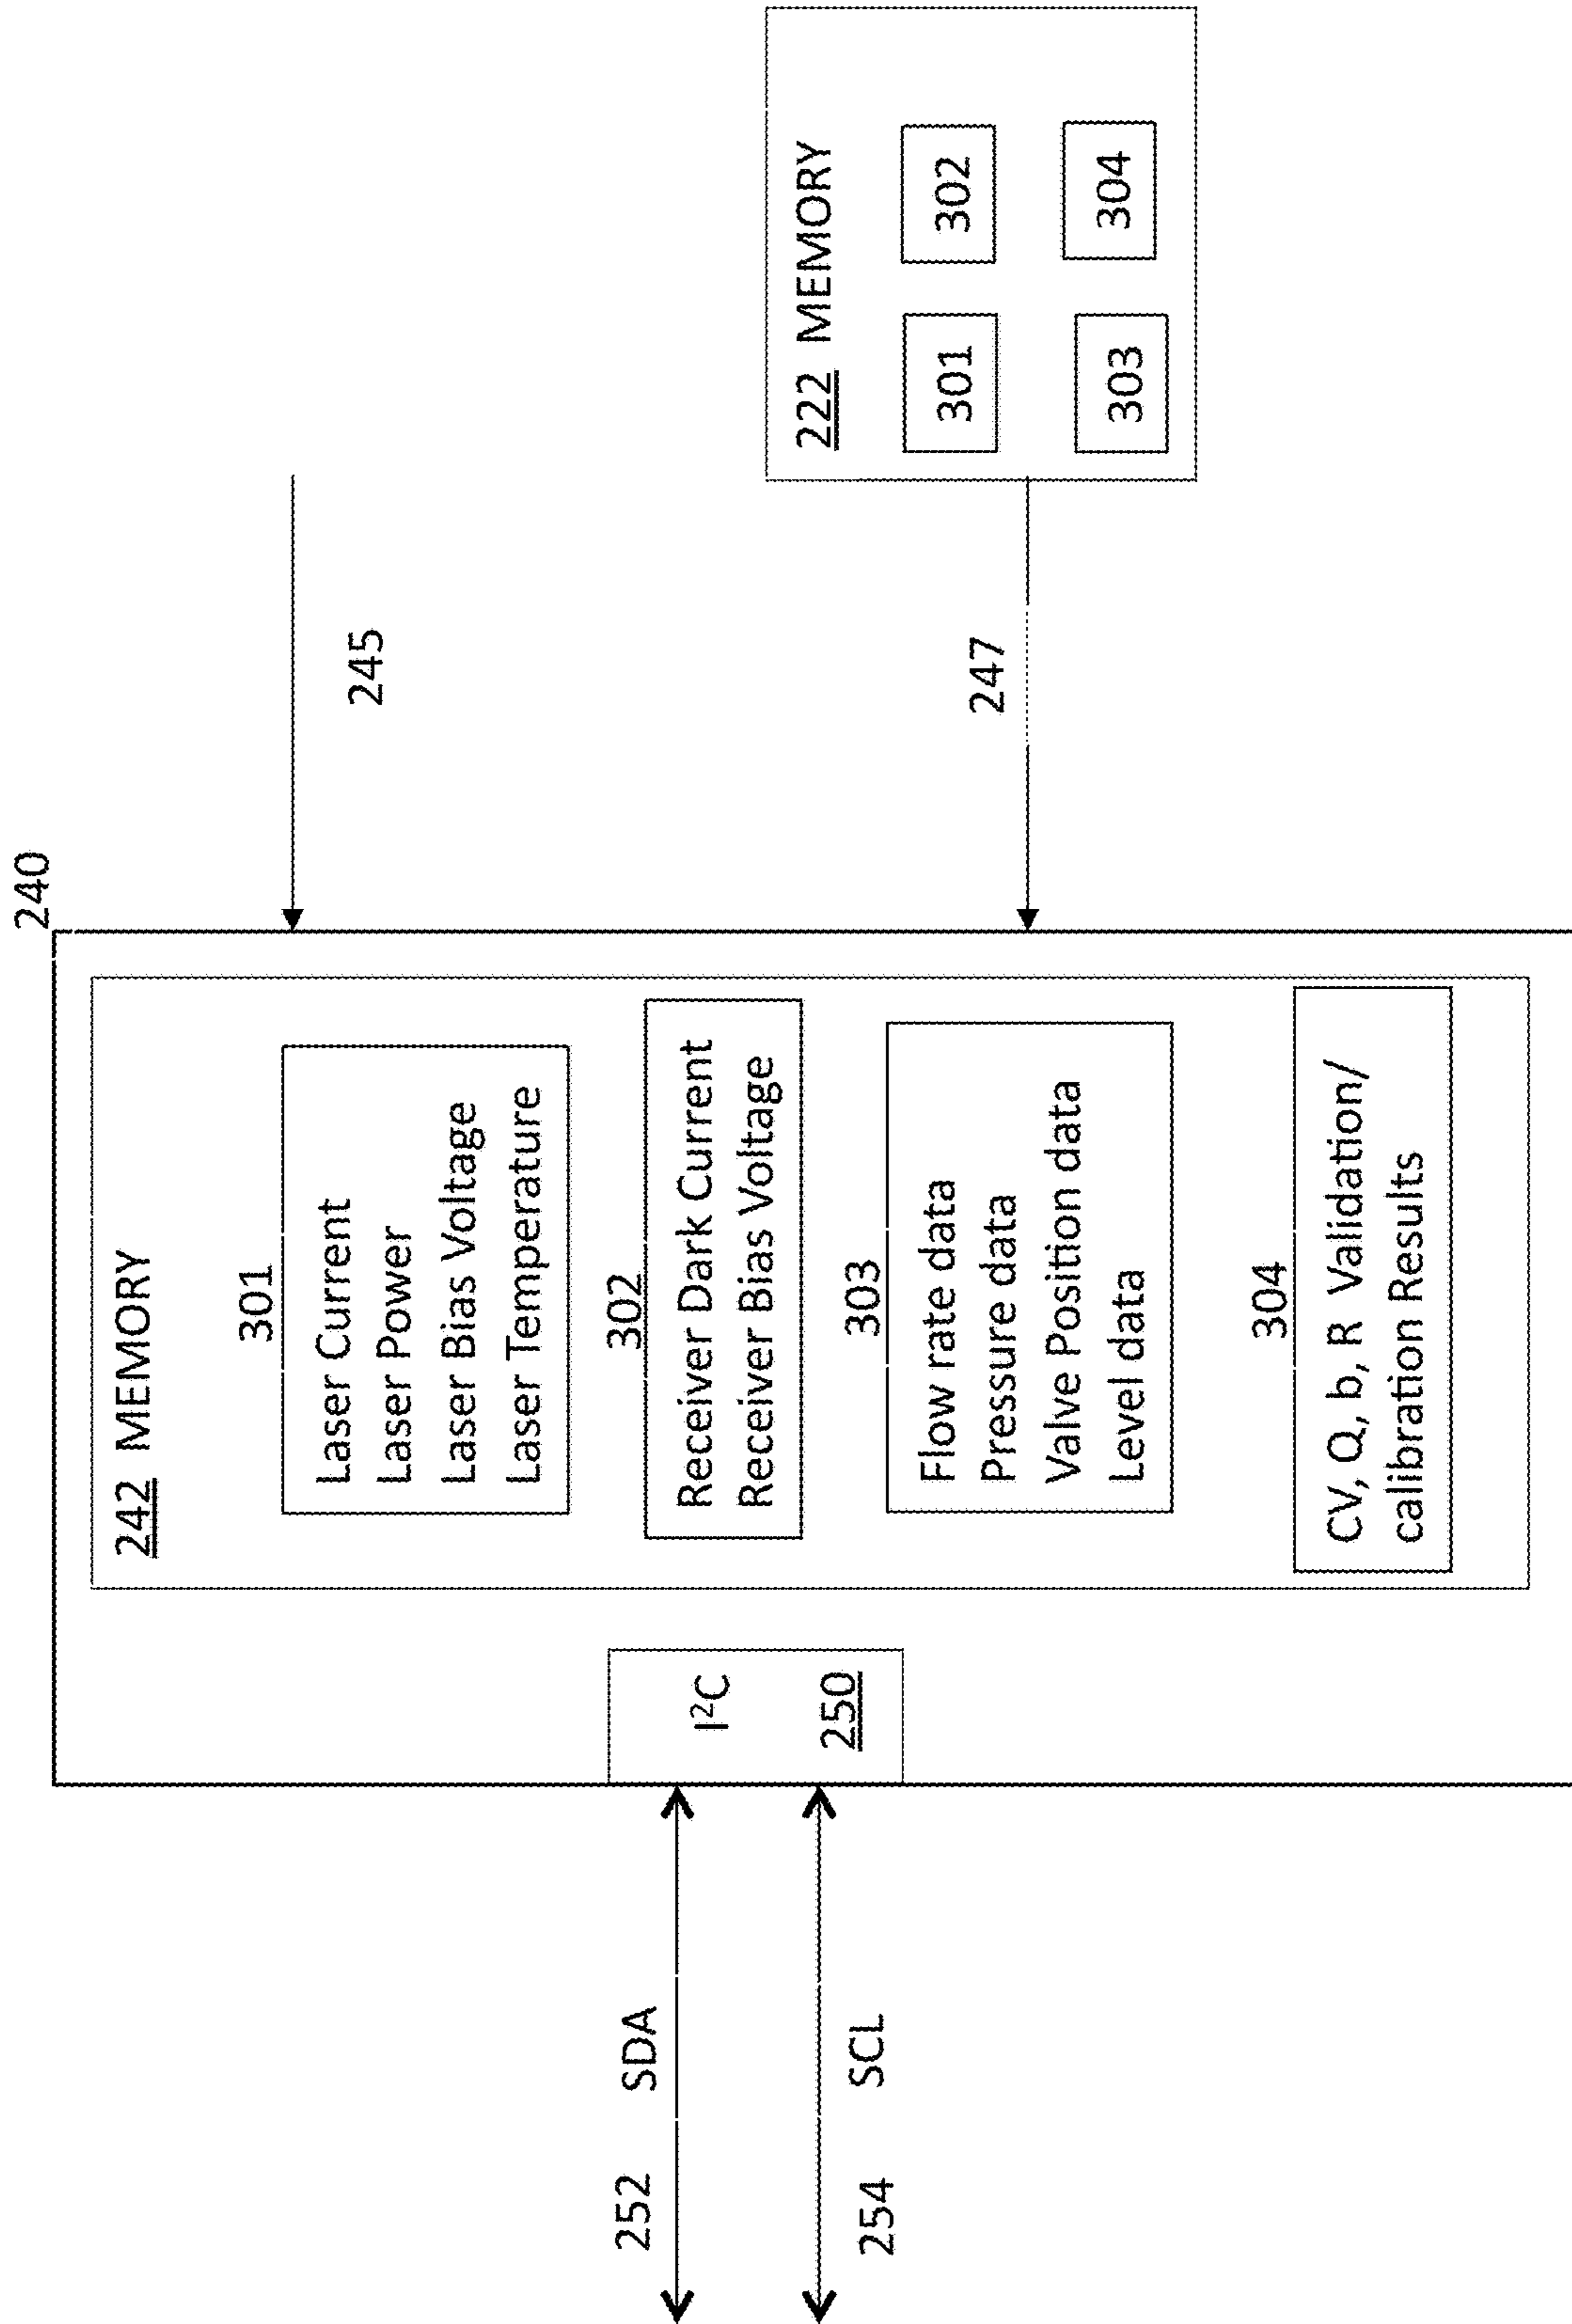 240
242 MEMORY
301
Laser Current
Laser Power
Laser Bias Voltage
Laser Temperature
302
Receiver Dark Current
Receiver Bias Voltage
303
Flow rate data
Pressure data
Valve Position data
Level data
304
CV, Q, b, R Validation/
calibration Results
I²C
250
252 SDA
254 SCL
245
247
222 MEMORY
301 302
303 304